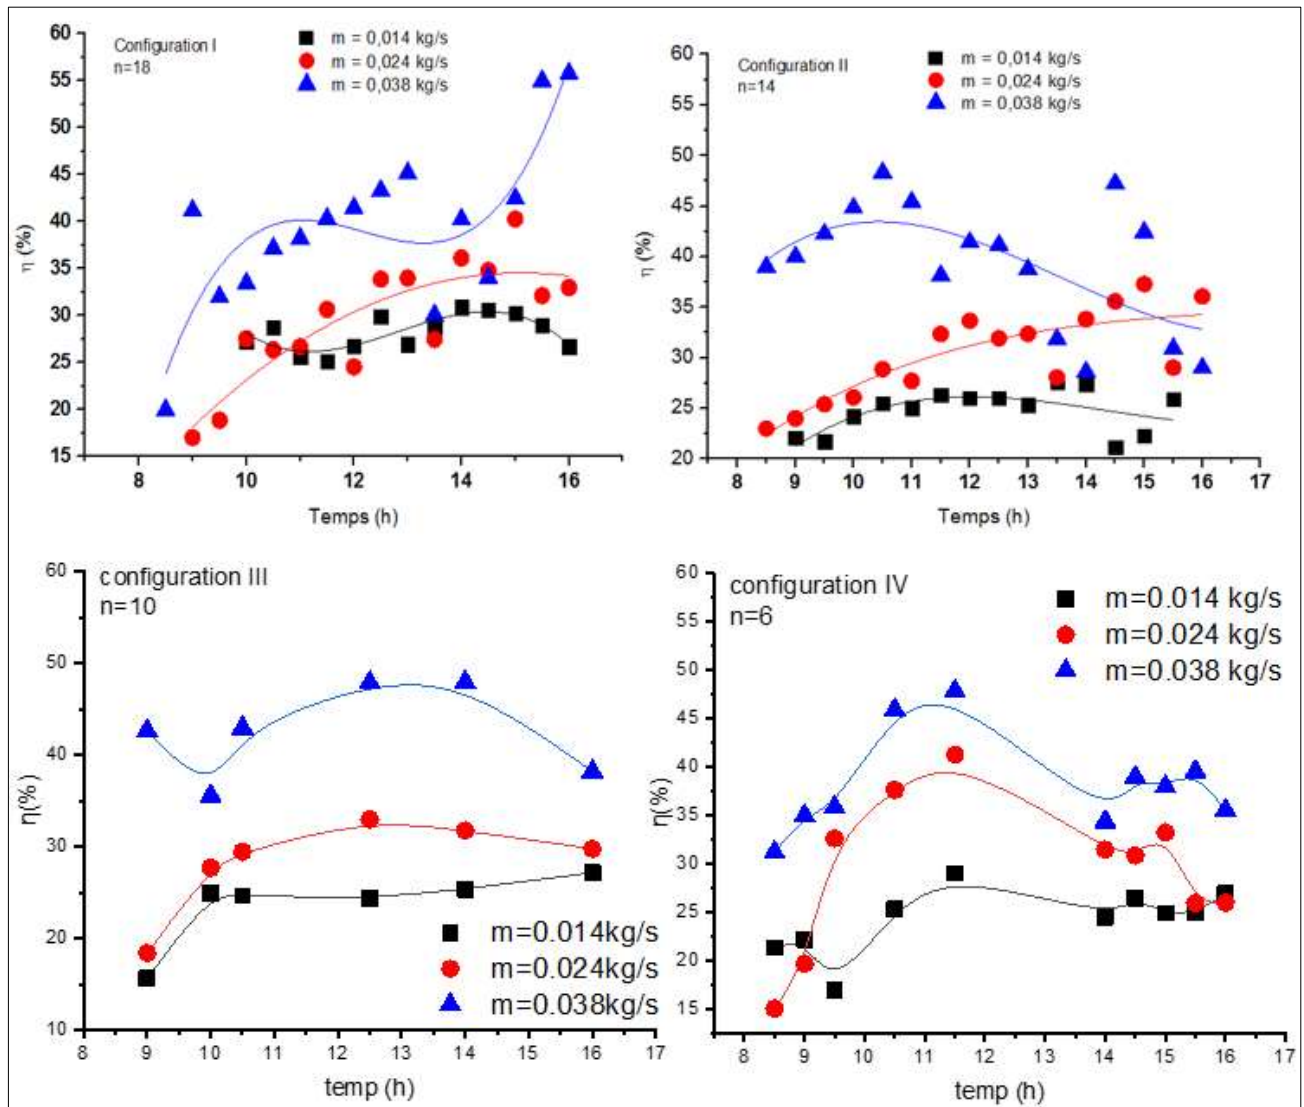 Configuration I
n=18
m = 0,014 kg/s
m = 0,024 kg/s
m = 0,038 kg/s
η (%)
60
55
50
45
40
35
30
25
20
15
8 10 12 14 16
Temps (h)
Configuration II
n=14
m = 0,014 kg/s
m = 0,024 kg/s
m = 0,038 kg/s
η (%)
60
55
50
45
40
35
30
25
20
8 9 10 11 12 13 14 15 16 17
Temps (h)
configuration III
n=10
m=0.014kg/s
m=0.024kg/s
m=0.038kg/s
η(%)
60
50
40
30
20
10
8 9 10 11 12 13 14 15 16 17
temp (h)
configuration IV
n=6
m=0.014 kg/s
m=0.024 kg/s
m=0.038 kg/s
η(%)
60
55
50
45
40
35
30
25
20
15
8 9 10 11 12 13 14 15 16 17
temp (h)